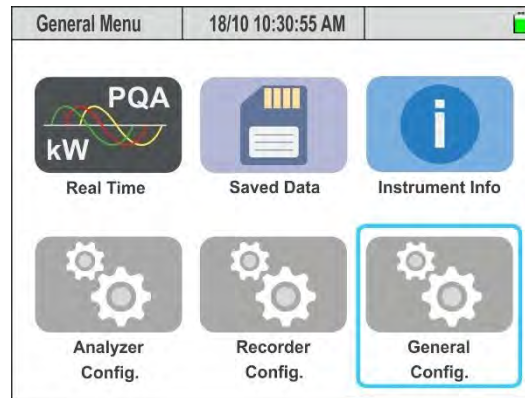 General Menu 18/10 10:30:55 AM
PQA
kW
i
Real Time Saved Data Instrument Info
Analyzer Recorder General
Config. Config. Config.